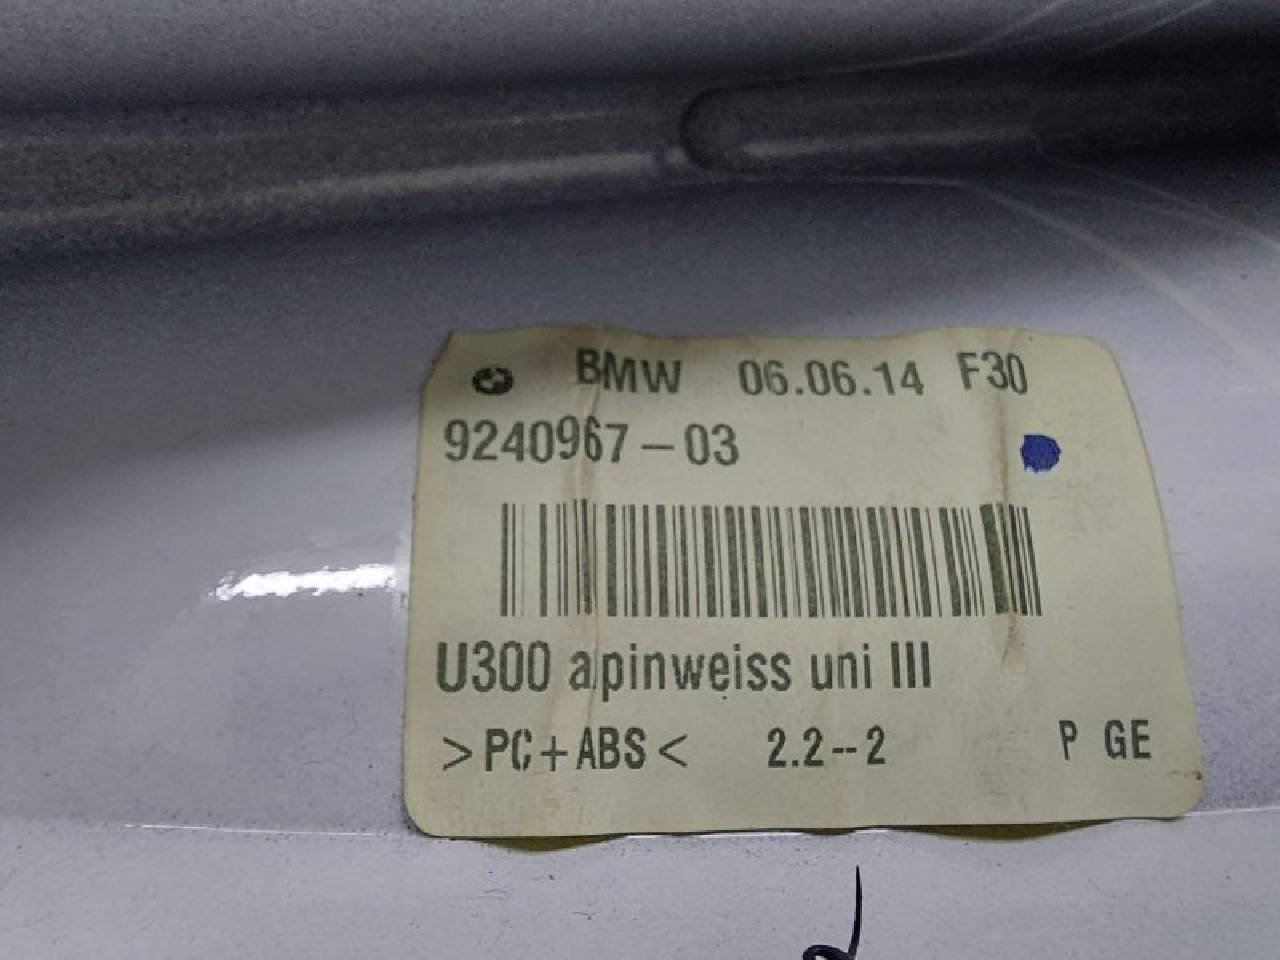 BMW 06.06.14 F30
9240967-03
U300 apinweiss uni III
>PC+ABS< 2.2--2 P GE